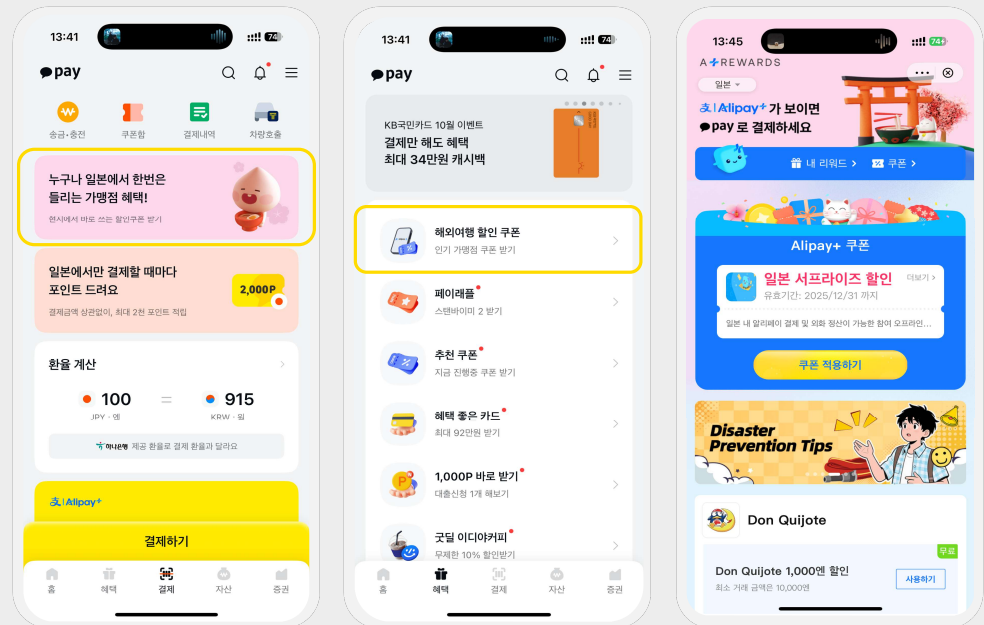 13:41
74
pay
송금•충전
쿠폰함
결제내역
차량호출
누구나 일본에서 한번은
들리는 가맹점 혜택!
현지에서 바로 쓰는 할인쿠폰 받기
일본에서만 결제할 때마다
포인트 드려요
결제금액 상관없이, 최대 2천 포인트 적립
2,000P
환율 계산
100
=
915
JPY · 엔
KRW · 원
하나은행 제공 환율로 결제 환율과 달라요
支 | Alipay+
결제하기
홈
혜택
결제
자산
증권
13:41
74
pay
KB국민카드 10월 이벤트
결제만 해도 혜택
최대 34만원 캐시백
해외여행 할인 쿠폰
인기 가맹점 쿠폰 받기
페이래플
스탠바이미 2 받기
추천 쿠폰
지금 진행중 쿠폰 받기
혜택 좋은 카드
최대 92만원 받기
1,000P 바로 받기
대출신청 1개 해보기
굿딜 이디야커피
무제한 10% 할인받기
홈
혜택
결제
자산
증권
13:45
74
A+REWARDS
일본
支 | Alipay+ 가 보이면
pay 로 결제하세요
내 리워드
쿠폰
Alipay+ 쿠폰
일본 서프라이즈 할인
더보기
유효기간: 2025/12/31 까지
일본 내 알리페이 결제 및 외화 정산이 가능한 참여 오프라인...
쿠폰 적용하기
Disaster
Prevention Tips
Don Quijote
무료
Don Quijote 1,000엔 할인
최소 거래 금액은 10,000엔
사용하기